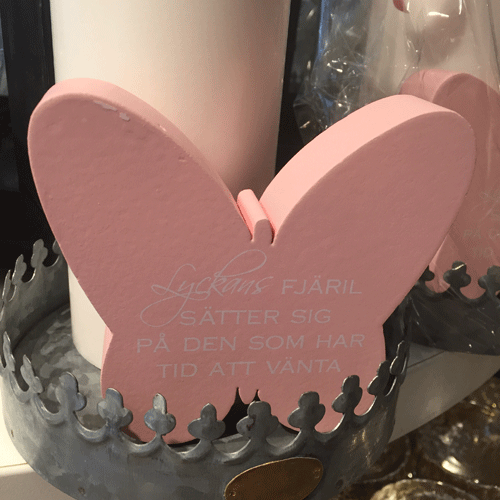 Lyckans FJÄRIL
SÄTTER SIG
PÅ DEN SOM HAR
TID ATT VÄNTA